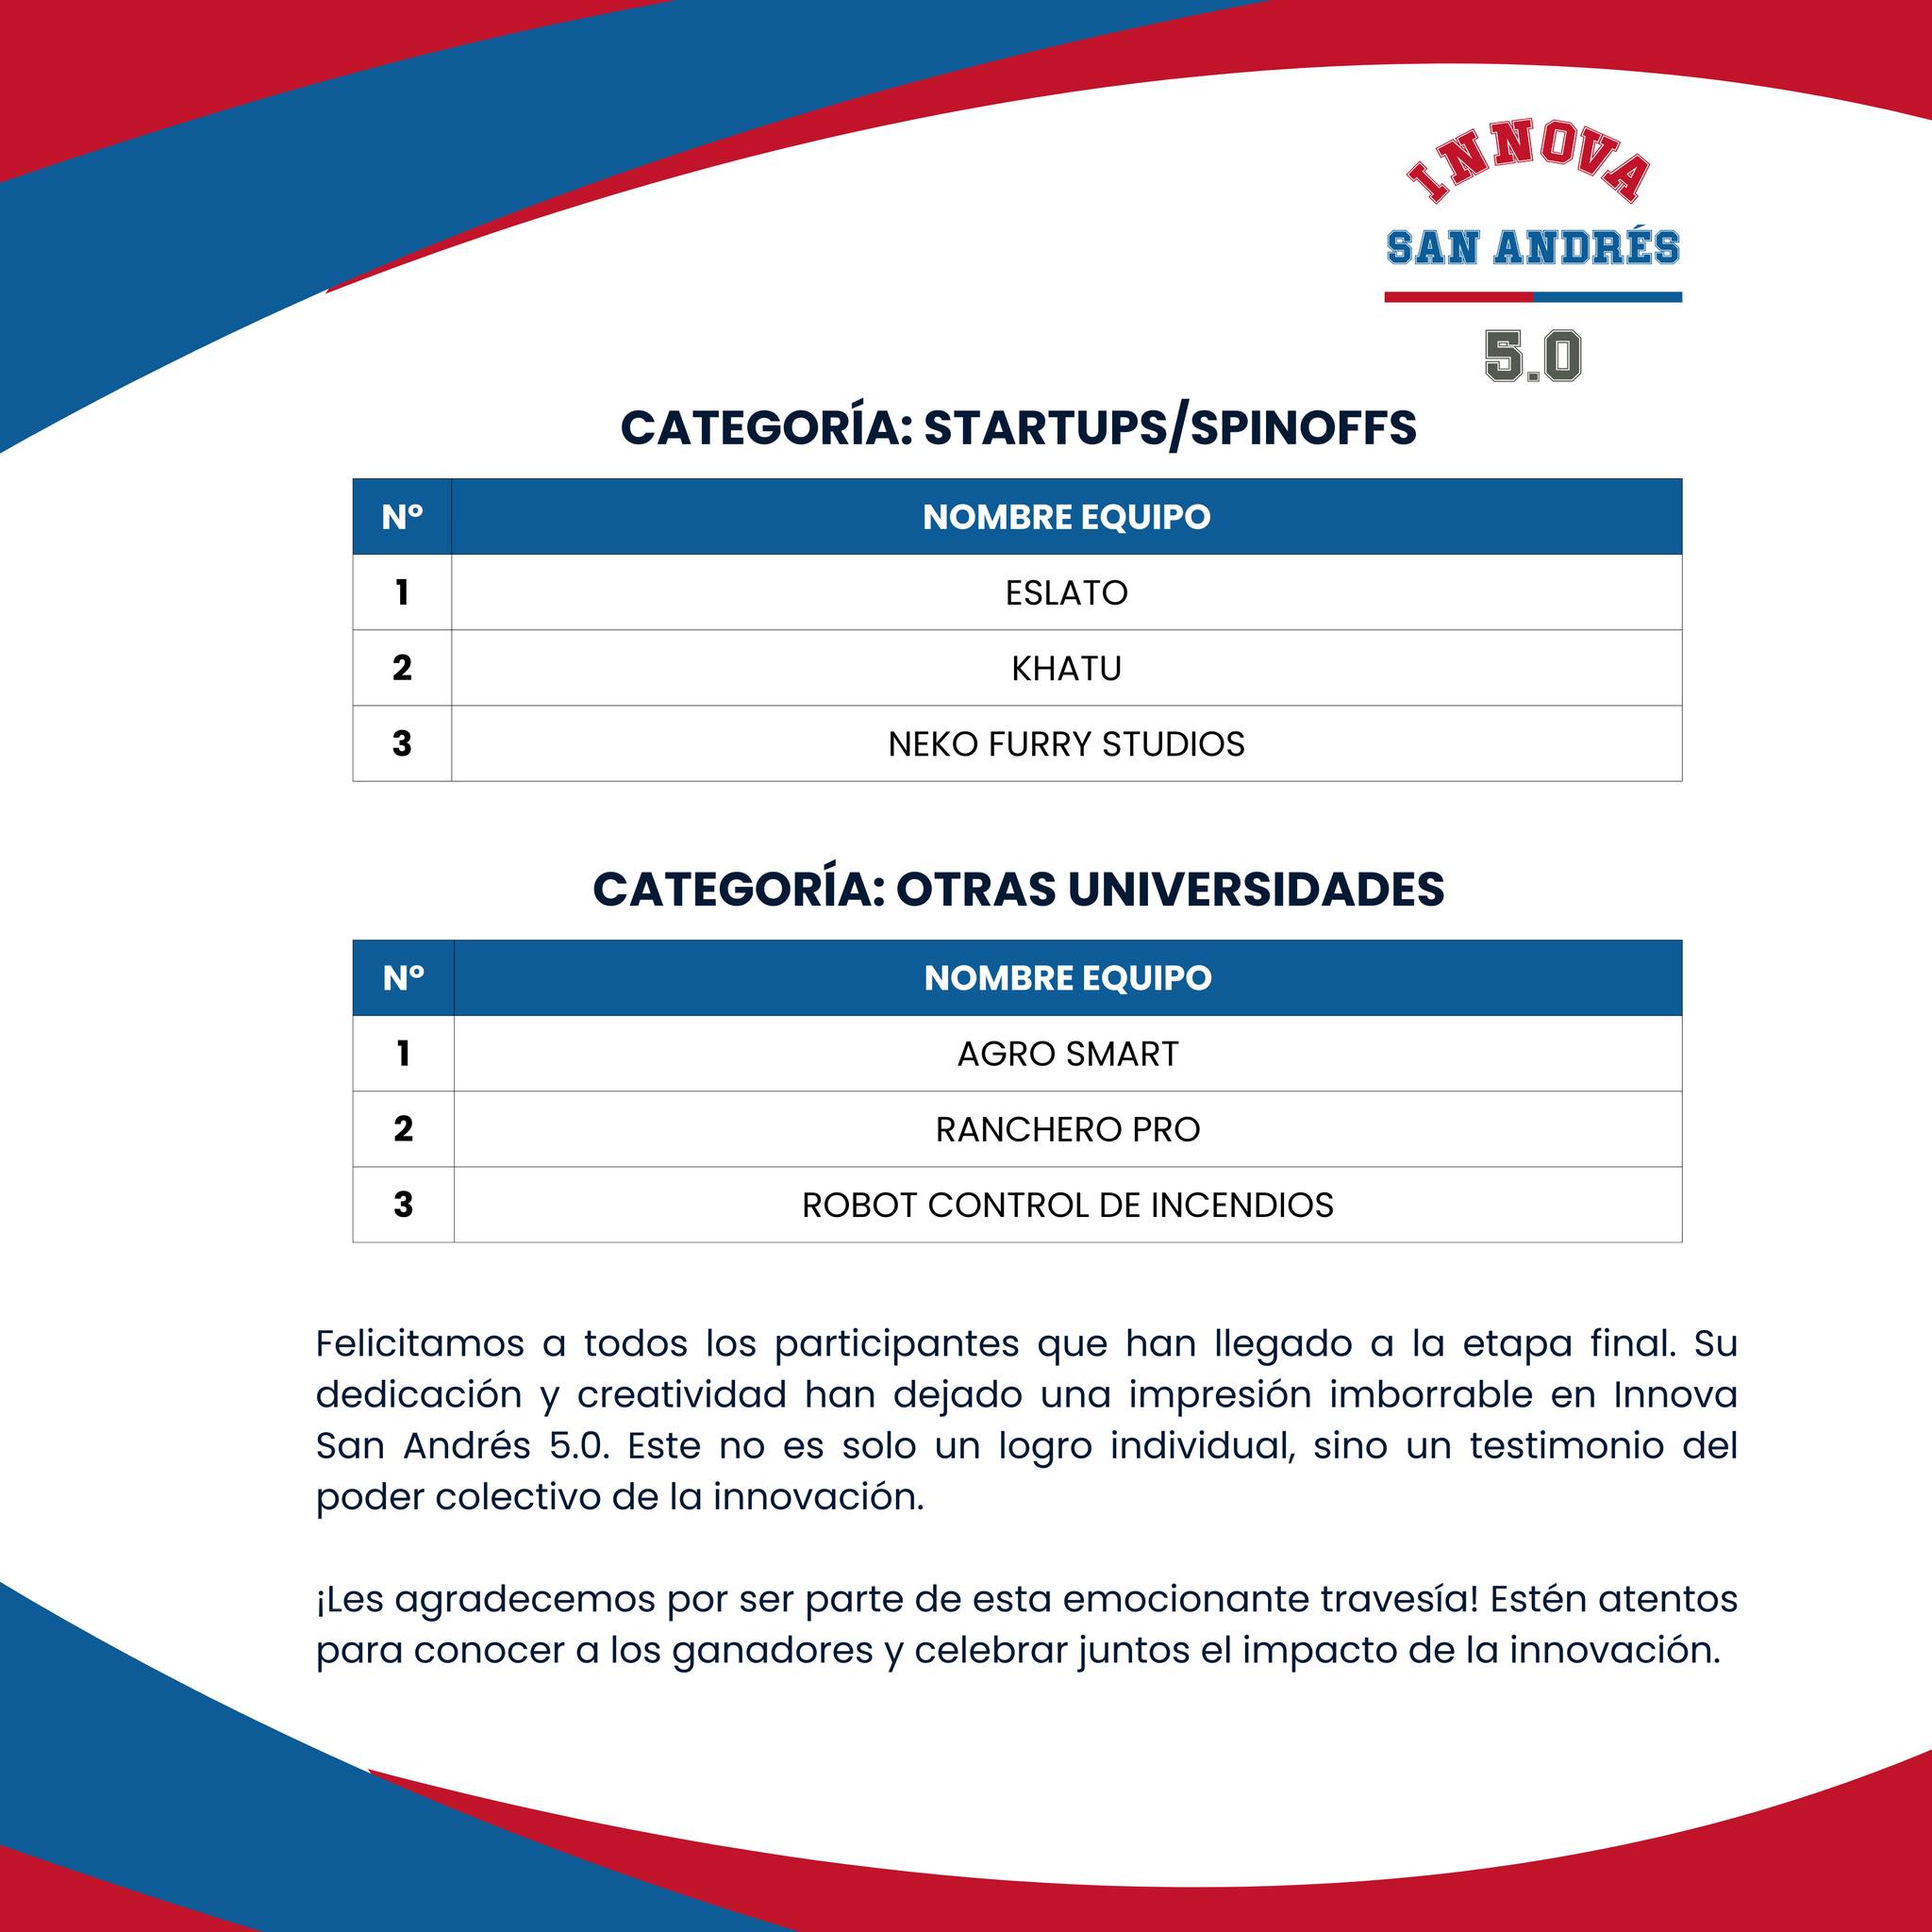 INNOVA
SAN ANDRÉS
5.0
CATEGORÍA: STARTUPS/SPINOFFS
Nº NOMBRE EQUIPO
1 ESLATO
2 KHATU
3 NEKO FURRY STUDIOS
CATEGORÍA: OTRAS UNIVERSIDADES
Nº NOMBRE EQUIPO
1 AGRO SMART
2 RANCHERO PRO
3 ROBOT CONTROL DE INCENDIOS
Felicitamos a todos los participantes que han llegado a la etapa final. Su
dedicación y creatividad han dejado una impresión imborrable en Innova
San Andrés 5.0. Este no es solo un logro individual, sino un testimonio del
poder colectivo de la innovación.
¡Les agradecemos por ser parte de esta emocionante travesía! Estén atentos
para conocer a los ganadores y celebrar juntos el impacto de la innovación.